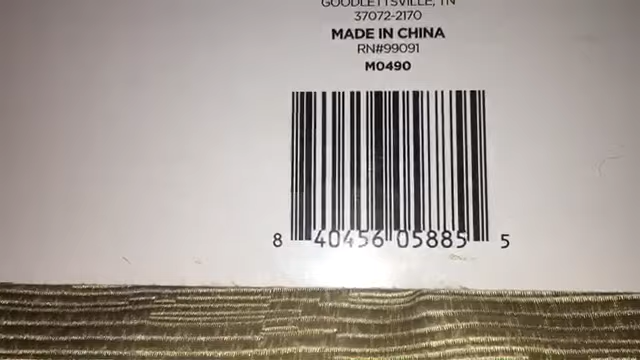 GOODLETTSVILLE, TN
37072-2170
MADE IN CHINA
RN#99091
M0490
8 40456 05885 5